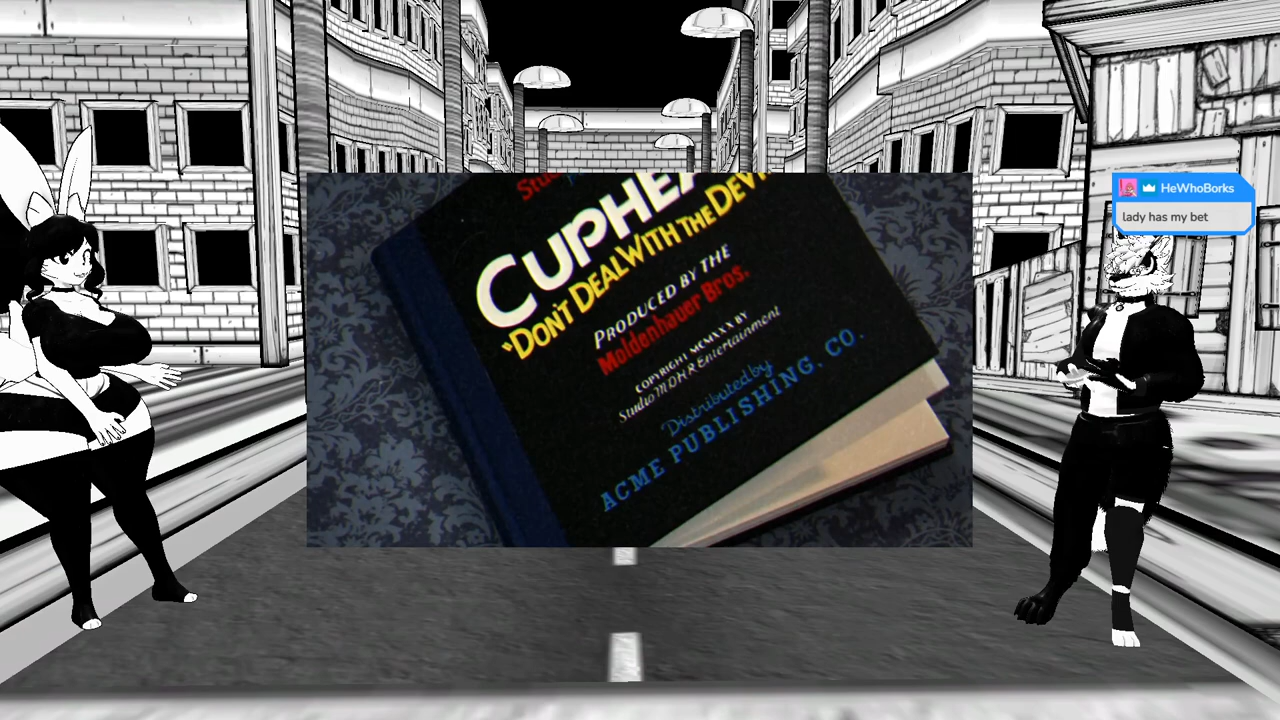 CUPHEA
"DON'T DEAL WITH THE DEVI
PRODUCED BY THE
Moldenhauer Bros.
COPYRIGHT MCMXXX BY
Studio MDHR Entertainment
Distributed by
ACME PUBLISHING. CO.
HeWhoBorks
lady has my bet